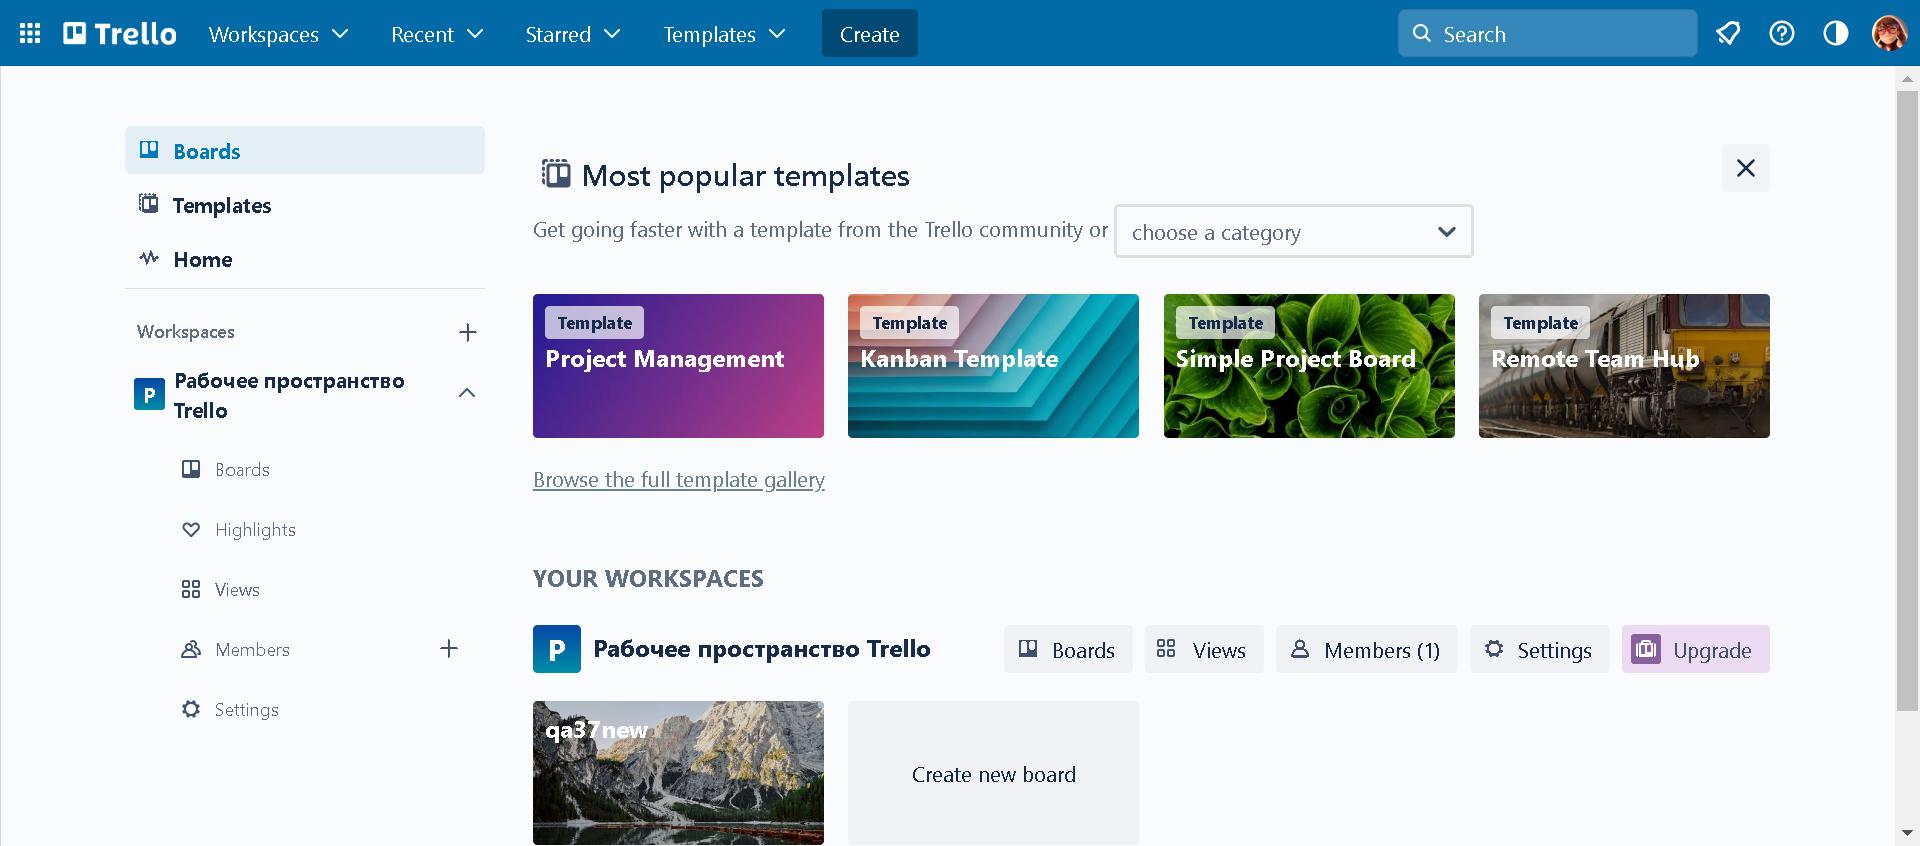 Trello
Workspaces
Recent
Starred
Templates
Create
Search
Boards
Templates
Home
Workspaces
P
Рабочее пространство
Trello
Boards
Highlights
Views
Members
Settings
Most popular templates
Get going faster with a template from the Trello community or
choose a category
Template
Project Management
Template
Kanban Template
Template
Simple Project Board
Template
Remote Team Hub
Browse the full template gallery
YOUR WORKSPACES
P
Рабочее пространство Trello
Boards
Views
Members (1)
Settings
Upgrade
qa37new
Create new board